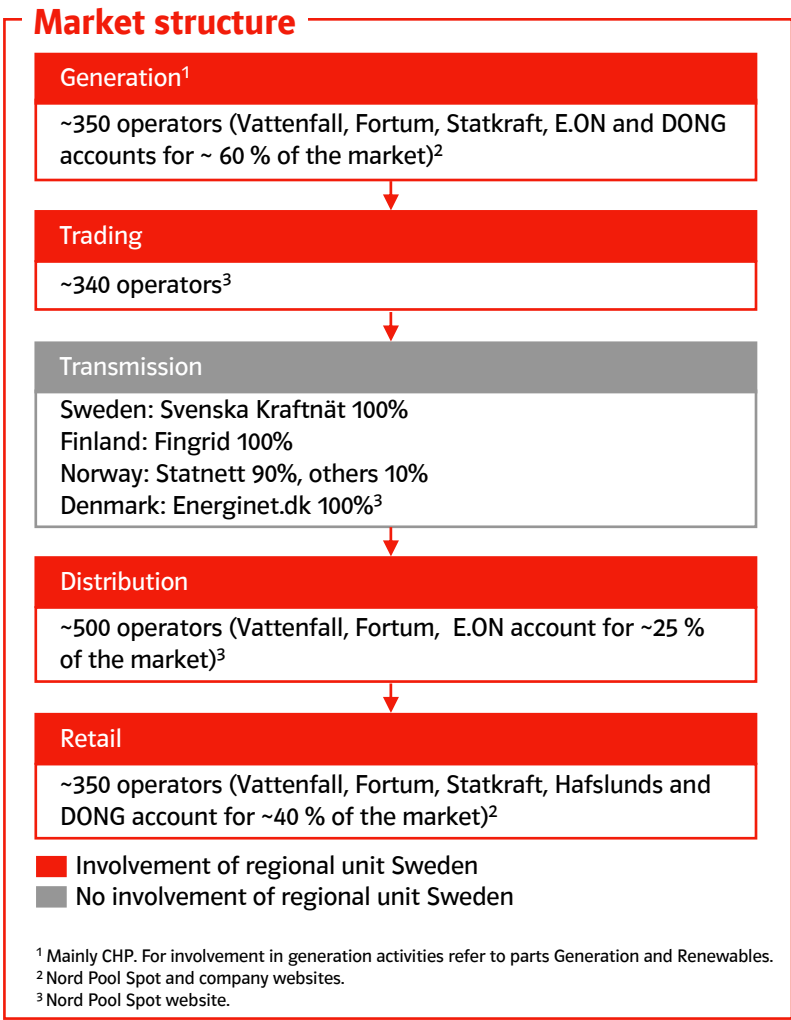 Market structure
Generation¹
~350 operators (Vattenfall, Fortum, Statkraft, E.ON and DONG
accounts for ~ 60 % of the market)²
Trading
~340 operators³
Transmission
Sweden: Svenska Kraftnät 100%
Finland: Fingrid 100%
Norway: Statnett 90%, others 10%
Denmark: Energinet.dk 100%³
Distribution
~500 operators (Vattenfall, Fortum, E.ON account for ~25 %
of the market)³
Retail
~350 operators (Vattenfall, Fortum, Statkraft, Hafslunds and
DONG account for ~40 % of the market)²
Involvement of regional unit Sweden
No involvement of regional unit Sweden
¹ Mainly CHP. For involvement in generation activities refer to parts Generation and Renewables.
² Nord Pool Spot and company websites.
³ Nord Pool Spot website.